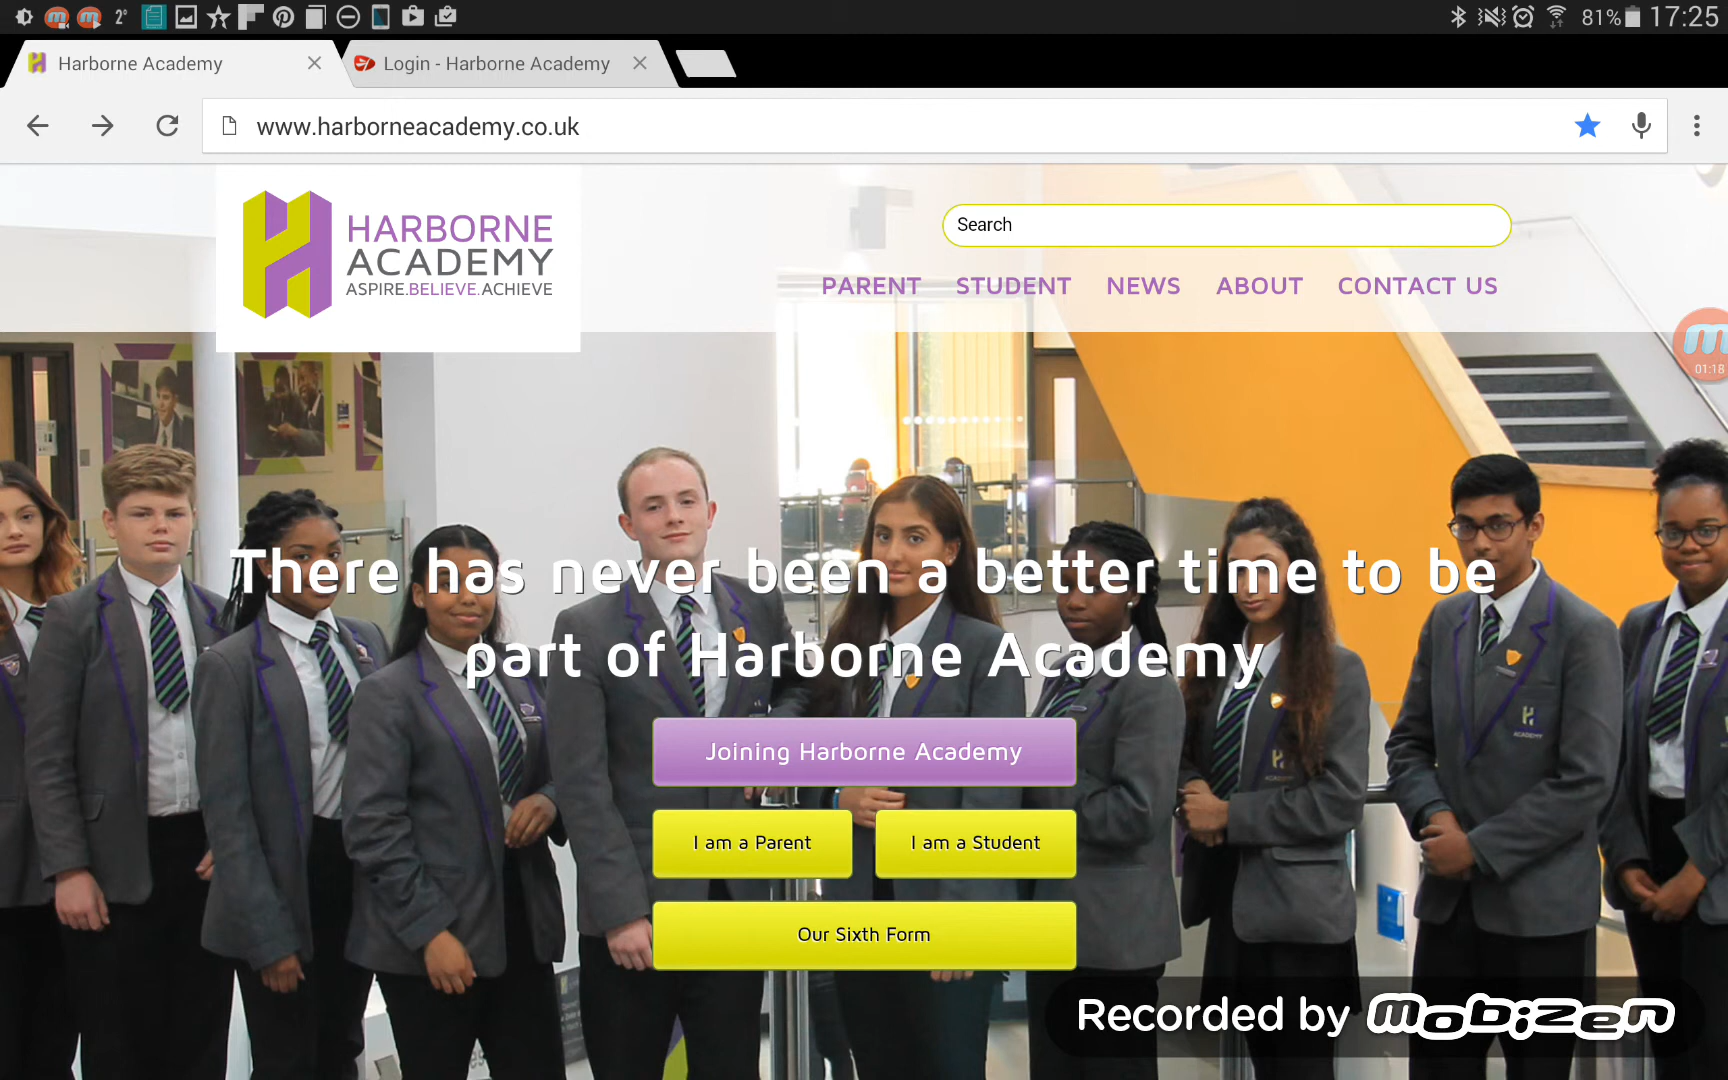 2°
81% 17:25
Harborne Academy
Login - Harborne Academy
www.harborneacademy.co.uk
HARBORNE
ACADEMY
ASPIRE.BELIEVE.ACHIEVE
Search
PARENT STUDENT NEWS ABOUT CONTACT US
01:18
There has never been a better time to be
part of Harborne Academy
Joining Harborne Academy
I am a Parent
I am a Student
Our Sixth Form
ACADEMY
Recorded by mobizen